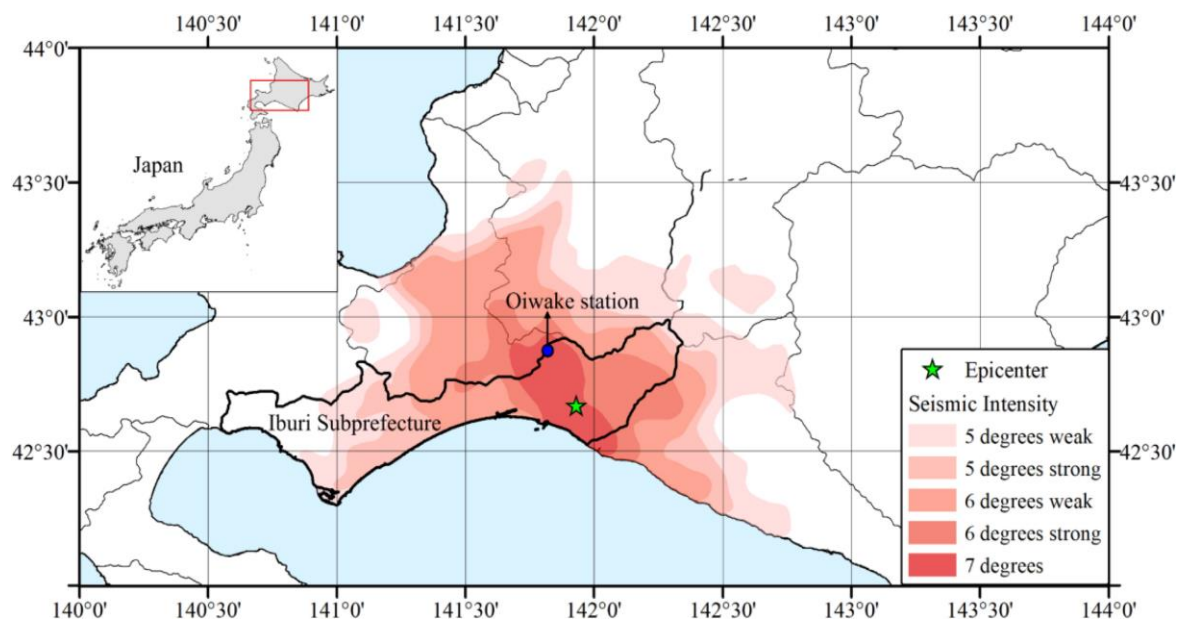 140°30' 141°0' 141°30' 142°0' 142°30' 143°0' 143°30' 144°0'
44°0'
Japan
43°30' 43°30'
Oiwake station
43°0' 43°0'
Epicenter
Seismic Intensity
Iburi Subprefecture
5 degrees weak
42°30' 42°30'
5 degrees strong
6 degrees weak
6 degrees strong
7 degrees
140°0' 140°30' 141°0' 141°30' 142°0' 142°30' 143°0' 143°30' 144°0'